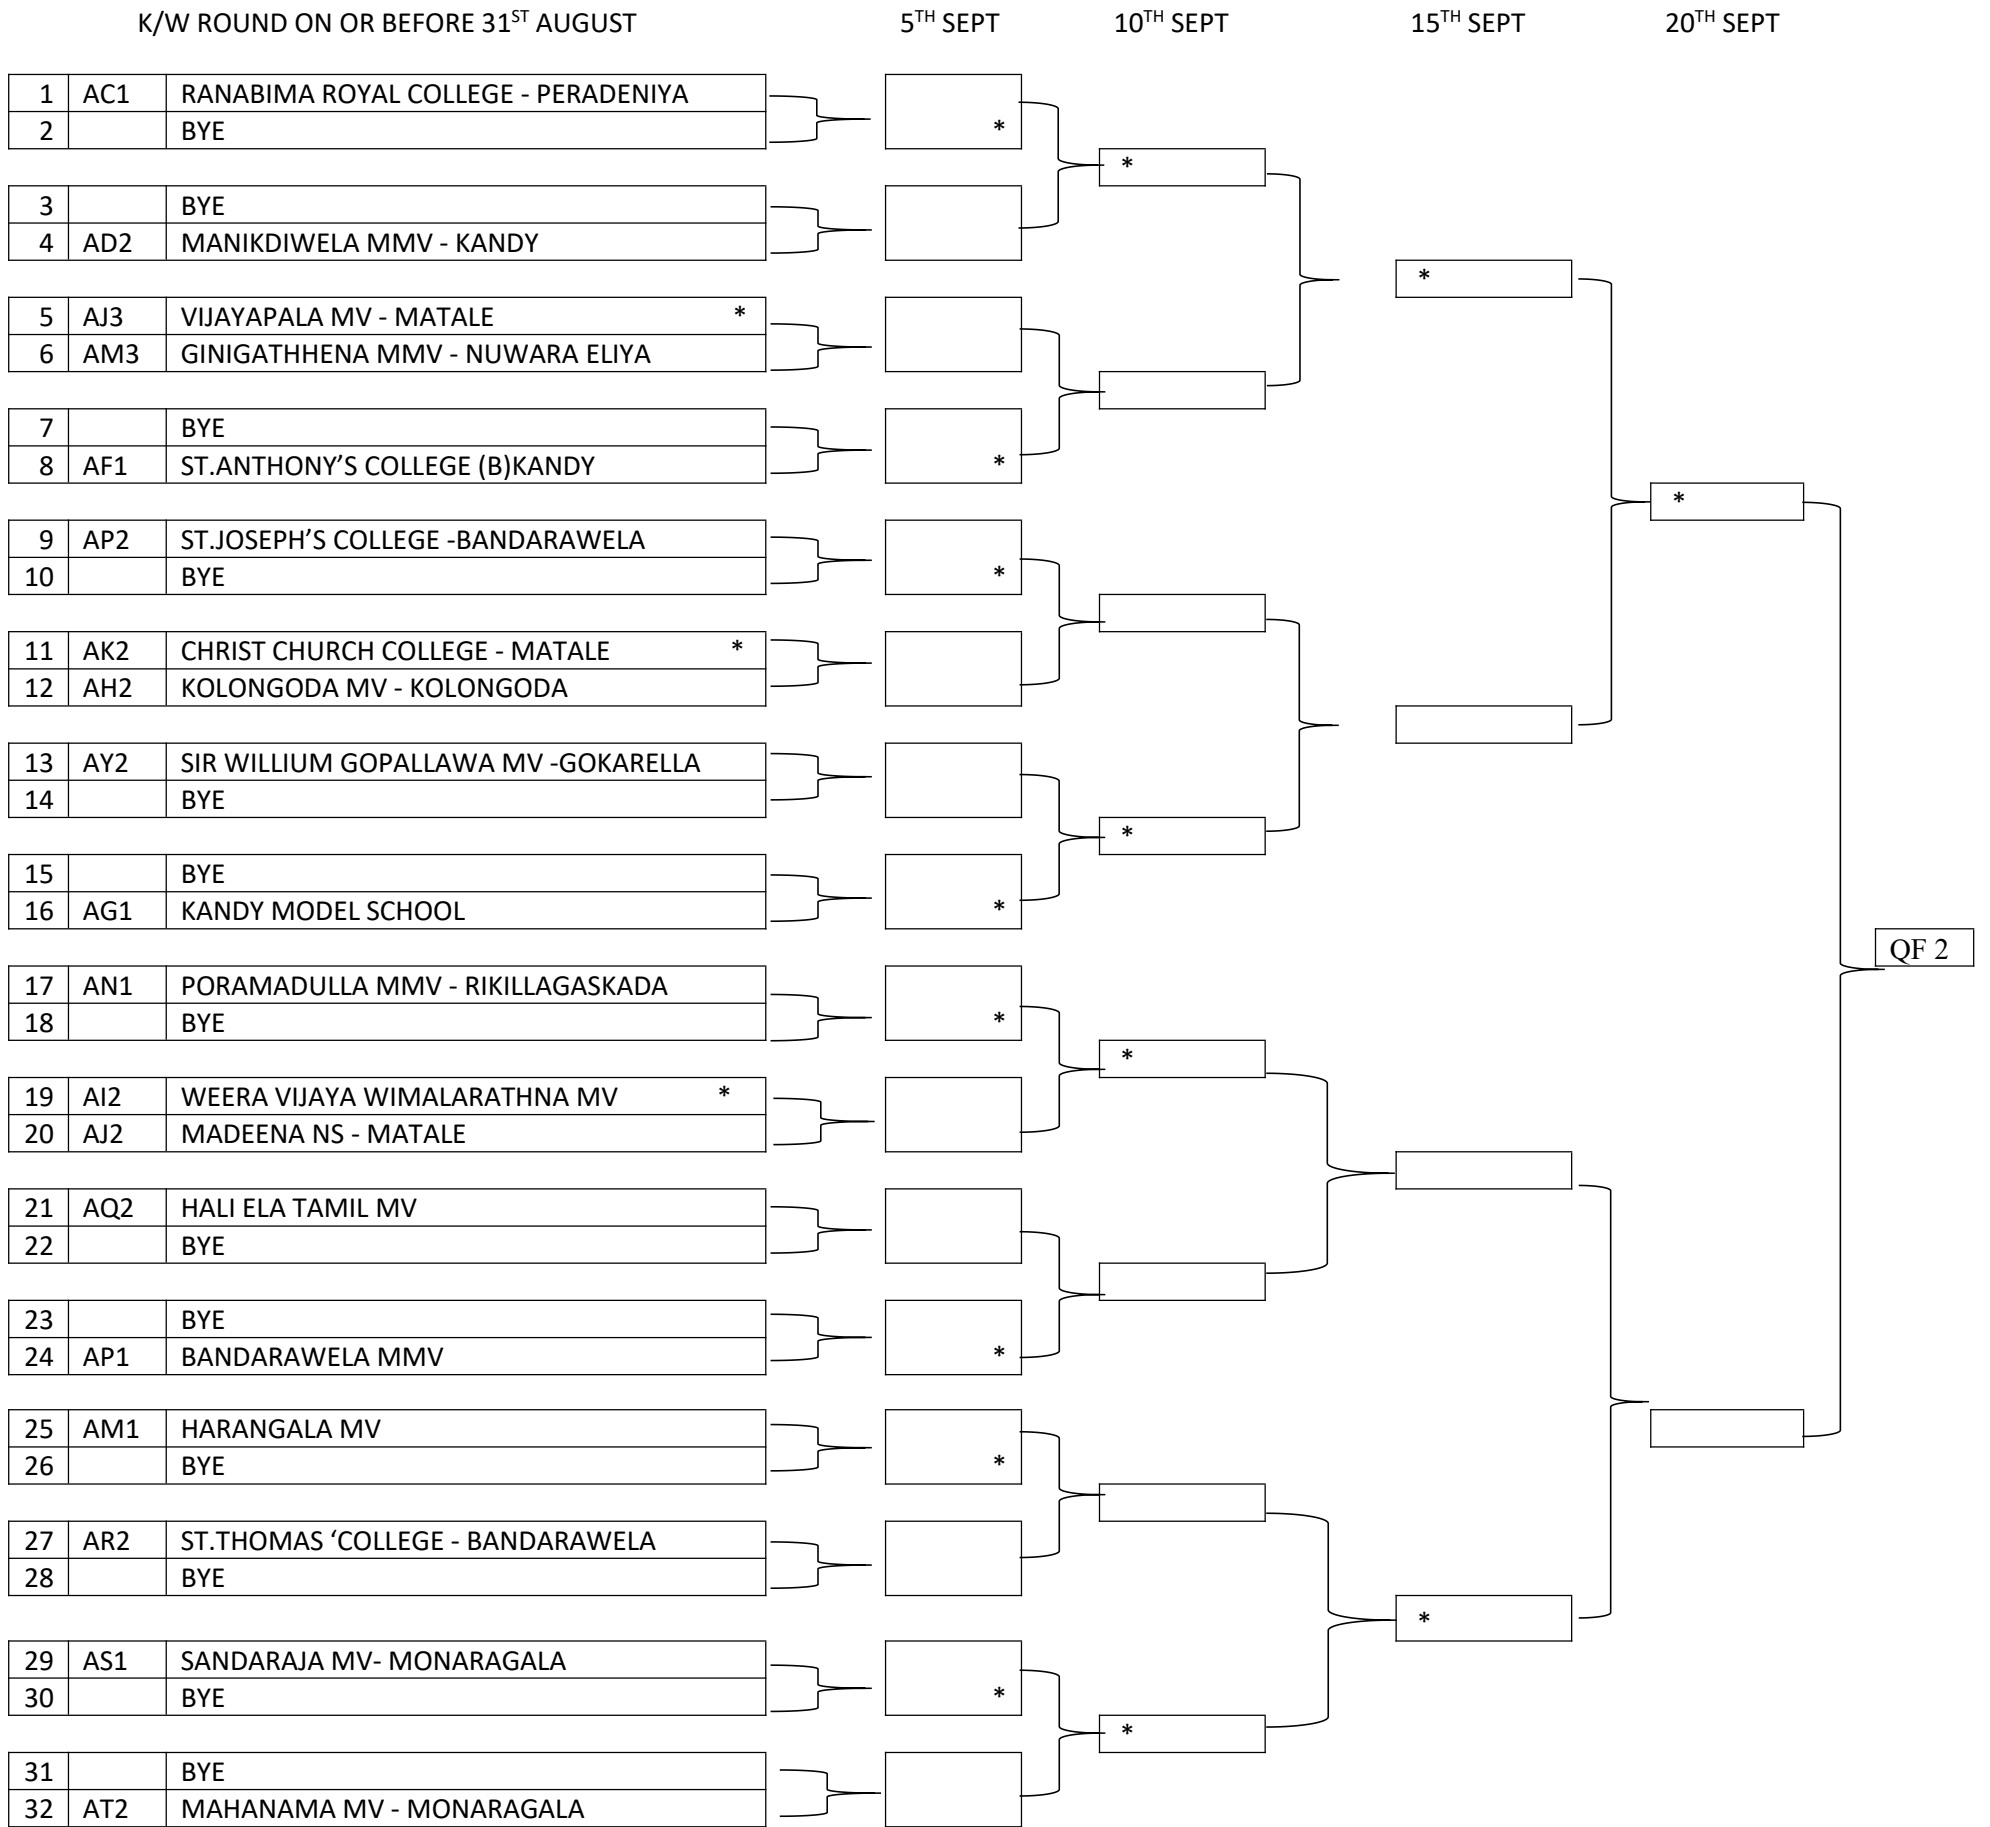 K/W ROUND ON OR BEFORE 31ST AUGUST 5TH SEPT 10TH SEPT 15TH SEPT 20TH SEPT
1 AC1 RANABIMA ROYAL COLLEGE - PERADENIYA
2 BYE *
*
3 BYE
4 AD2 MANIKDIWELA MMV - KANDY
*
5 AJ3 VIJAYAPALA MV - MATALE *
6 AM3 GINIGATHHENA MMV - NUWARA ELIYA
7 BYE
8 AF1 ST.ANTHONY’S COLLEGE (B)KANDY *
*
9 AP2 ST.JOSEPH’S COLLEGE -BANDARAWELA
10 BYE *
11 AK2 CHRIST CHURCH COLLEGE - MATALE *
12 AH2 KOLONGODA MV - KOLONGODA
13 AY2 SIR WILLIUM GOPALLAWA MV -GOKARELLA
14 BYE
*
15 BYE
16 AG1 KANDY MODEL SCHOOL *
QF 2
17 AN1 PORAMADULLA MMV - RIKILLAGASKADA
18 BYE *
*
19 AI2 WEERA VIJAYA WIMALARATHNA MV *
20 AJ2 MADEENA NS - MATALE
21 AQ2 HALI ELA TAMIL MV
22 BYE
23 BYE
24 AP1 BANDARAWELA MMV *
25 AM1 HARANGALA MV
26 BYE *
27 AR2 ST.THOMAS ‘COLLEGE - BANDARAWELA
28 BYE
*
29 AS1 SANDARAJA MV- MONARAGALA
30 BYE *
*
31 BYE
32 AT2 MAHANAMA MV - MONARAGALA